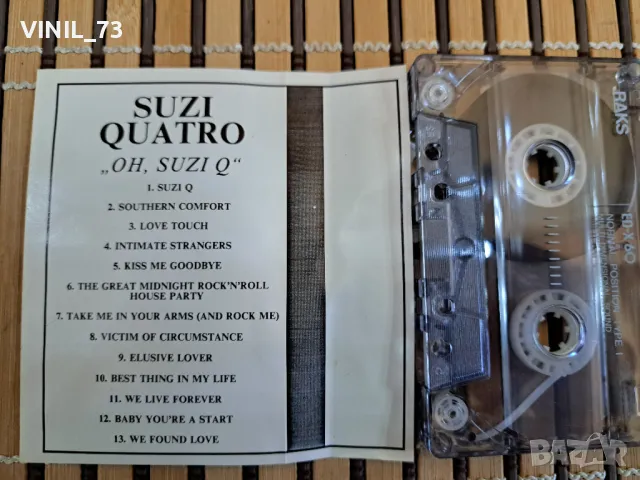 VINIL_73
SUZI
QUATRO
„OH, SUZI Q“
1. SUZI Q
2. SOUTHERN COMFORT
3. LOVE TOUCH
4. INTIMATE STRANGERS
5. KISS ME GOODBYE
6. THE GREAT MIDNIGHT ROCK'N'ROLL
HOUSE PARTY
7. TAKE ME IN YOUR ARMS (AND ROCK ME)
8. VICTIM OF CIRCUMSTANCE
9. ELUSIVE LOVER
10. BEST THING IN MY LIFE
11. WE LIVE FOREVER
12. BABY YOU'RE A START
13. WE FOUND LOVE
RAKS
ED-X 60
NORMAL POSITION TYPE I
SOUND
BAZAR
bg